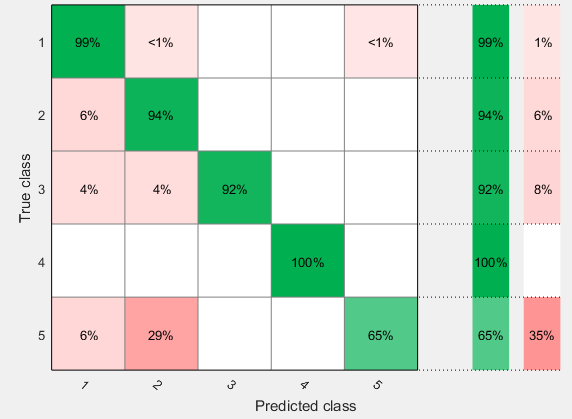 1 99% <1% <1% 99% 1%
2 6% 94% 94% 6%
3 4% 4% 92% 92% 8%
4 100% 100%
5 6% 29% 65% 65% 35%
True class
1 2 3 4 5
Predicted class